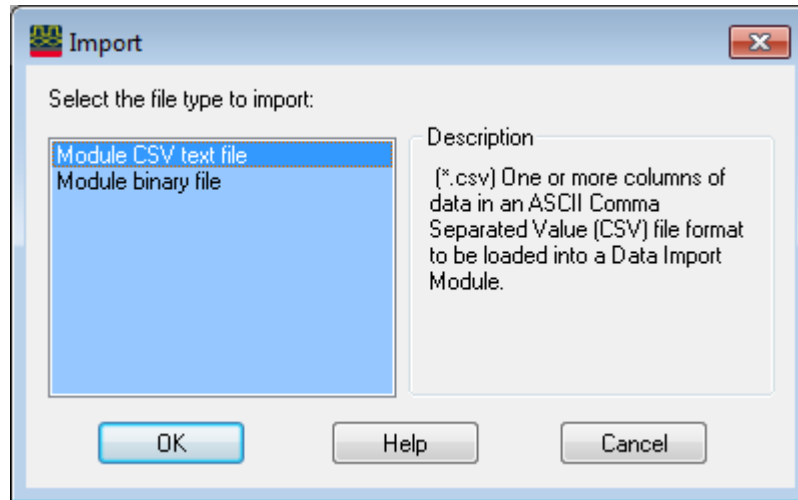 Import
Select the file type to import:
Module CSV text file
Module binary file
Description
(*.csv) One or more columns of
data in an ASCII Comma
Separated Value (CSV) file format
to be loaded into a Data Import
Module.
OK
Help
Cancel